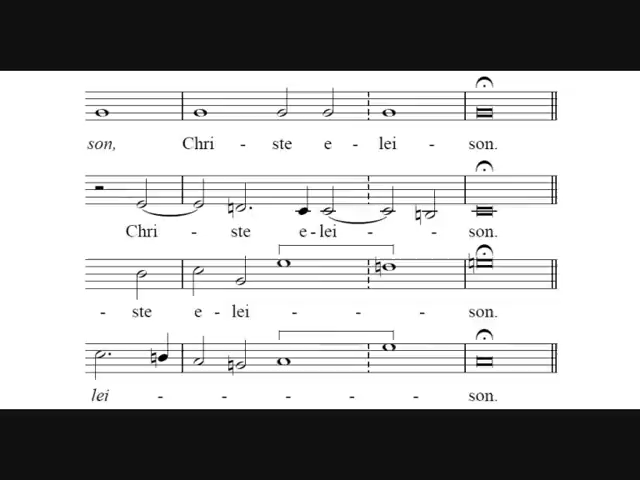 son, Chri - ste e - lei - son.
Chri - ste e - lei - - son.
- ste e - lei - - - son.
lei - - - - - son.